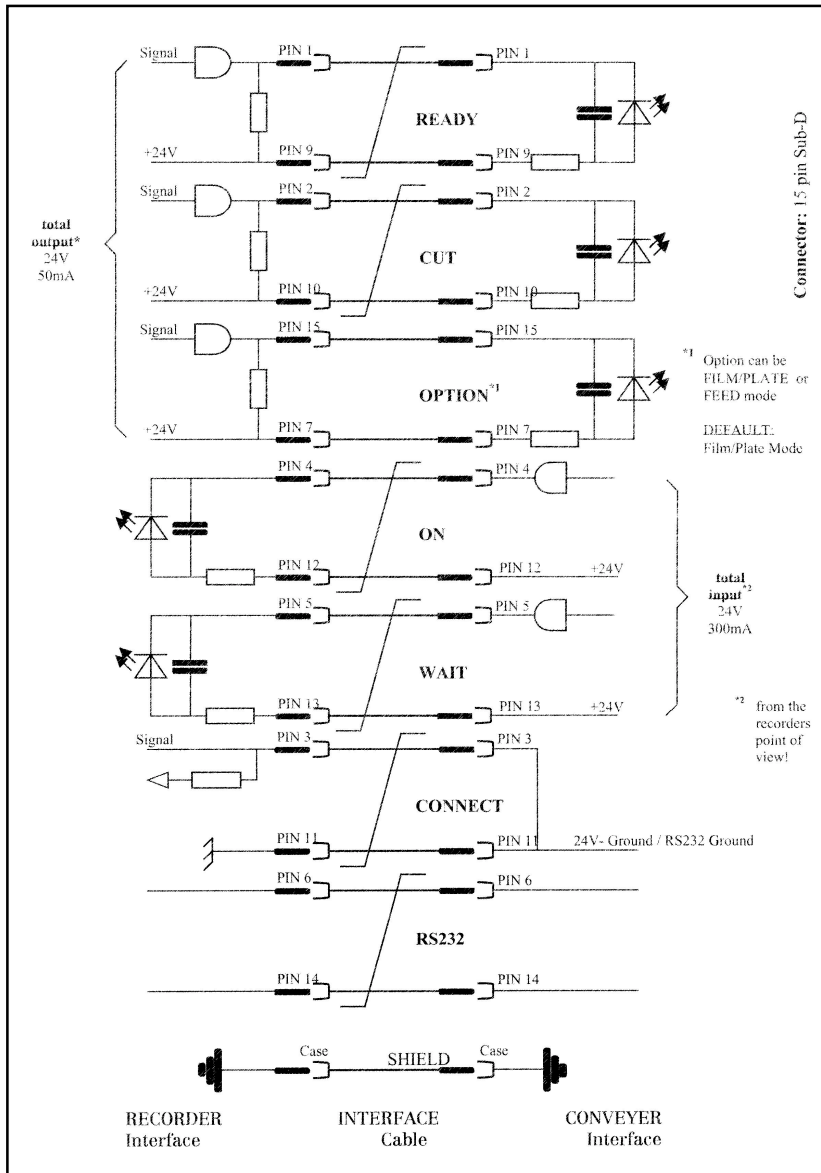 PIN 1
PIN 1
Signal
READY
+24V
PIN 9
PIN 9
Signal
PIN 2
PIN 2
total
output*
24V
50mA
CUT
+24V
PIN 10
PIN 10
Signal
PIN 15
PIN 15
OPTION*1
+24V
PIN 7
PIN 7
Connector: 15 pin Sub-D
*1 Option can be
FILM/PLATE or
FEED mode
DEFAULT:
Film/Plate Mode
PIN 4
PIN 4
ON
PIN 12
PIN 12
+24V
PIN 5
PIN 5
total
input*2
24V
300mA
WAIT
PIN 13
PIN 13
+24V
*2 from the
recorders
point of
view!
Signal
PIN 3
PIN 3
CONNECT
PIN 11
PIN 11
24V- Ground / RS232 Ground
PIN 6
PIN 6
RS232
PIN 14
PIN 14
Case
SHIELD
Case
RECORDER
Interface
INTERFACE
Cable
CONVEYER
Interface